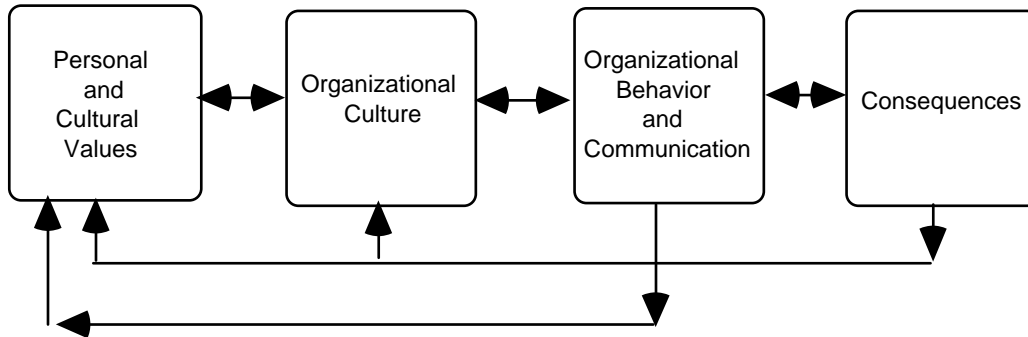 Personal
and
Cultural
Values
Organizational
Culture
Organizational
Behavior
and
Communication
Consequences